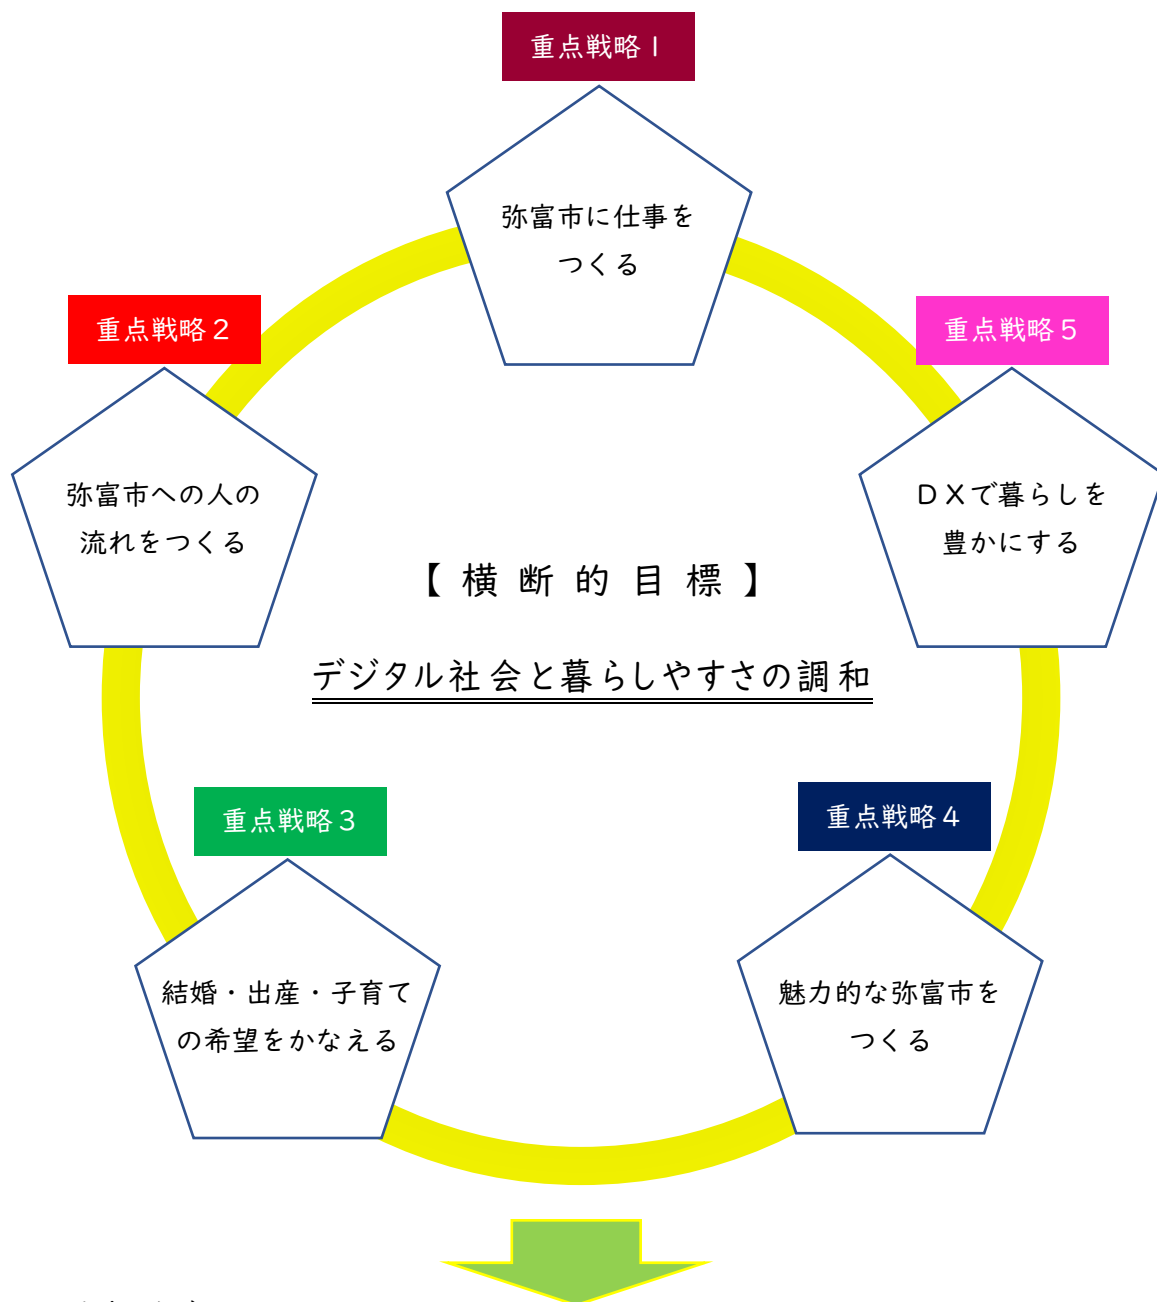 重点戦略1
弥富市に仕事を
つくる
重点戦略2
弥富市への人の
流れをつくる
重点戦略5
DXで暮らしを
豊かにする
【横断的目標】
デジタル社会と暮らしやすさの調和
重点戦略3
結婚・出産・子育て
の希望をかなえる
重点戦略4
魅力的な弥富市を
つくる